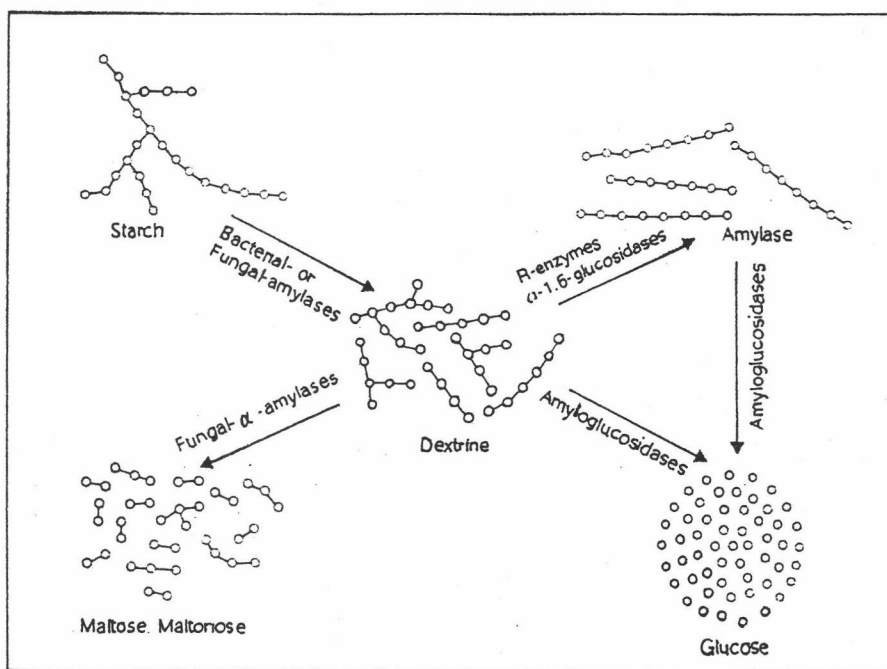 Starch
Bacterial- or
Fungal-amylases
R-enzymes
α-1.6-glucosidases
Amylase
Amyloglucosidases
Fungal-α-amylases
Dextrine
Amyloglucosidases
Maltose. Maltoriose
Glucose